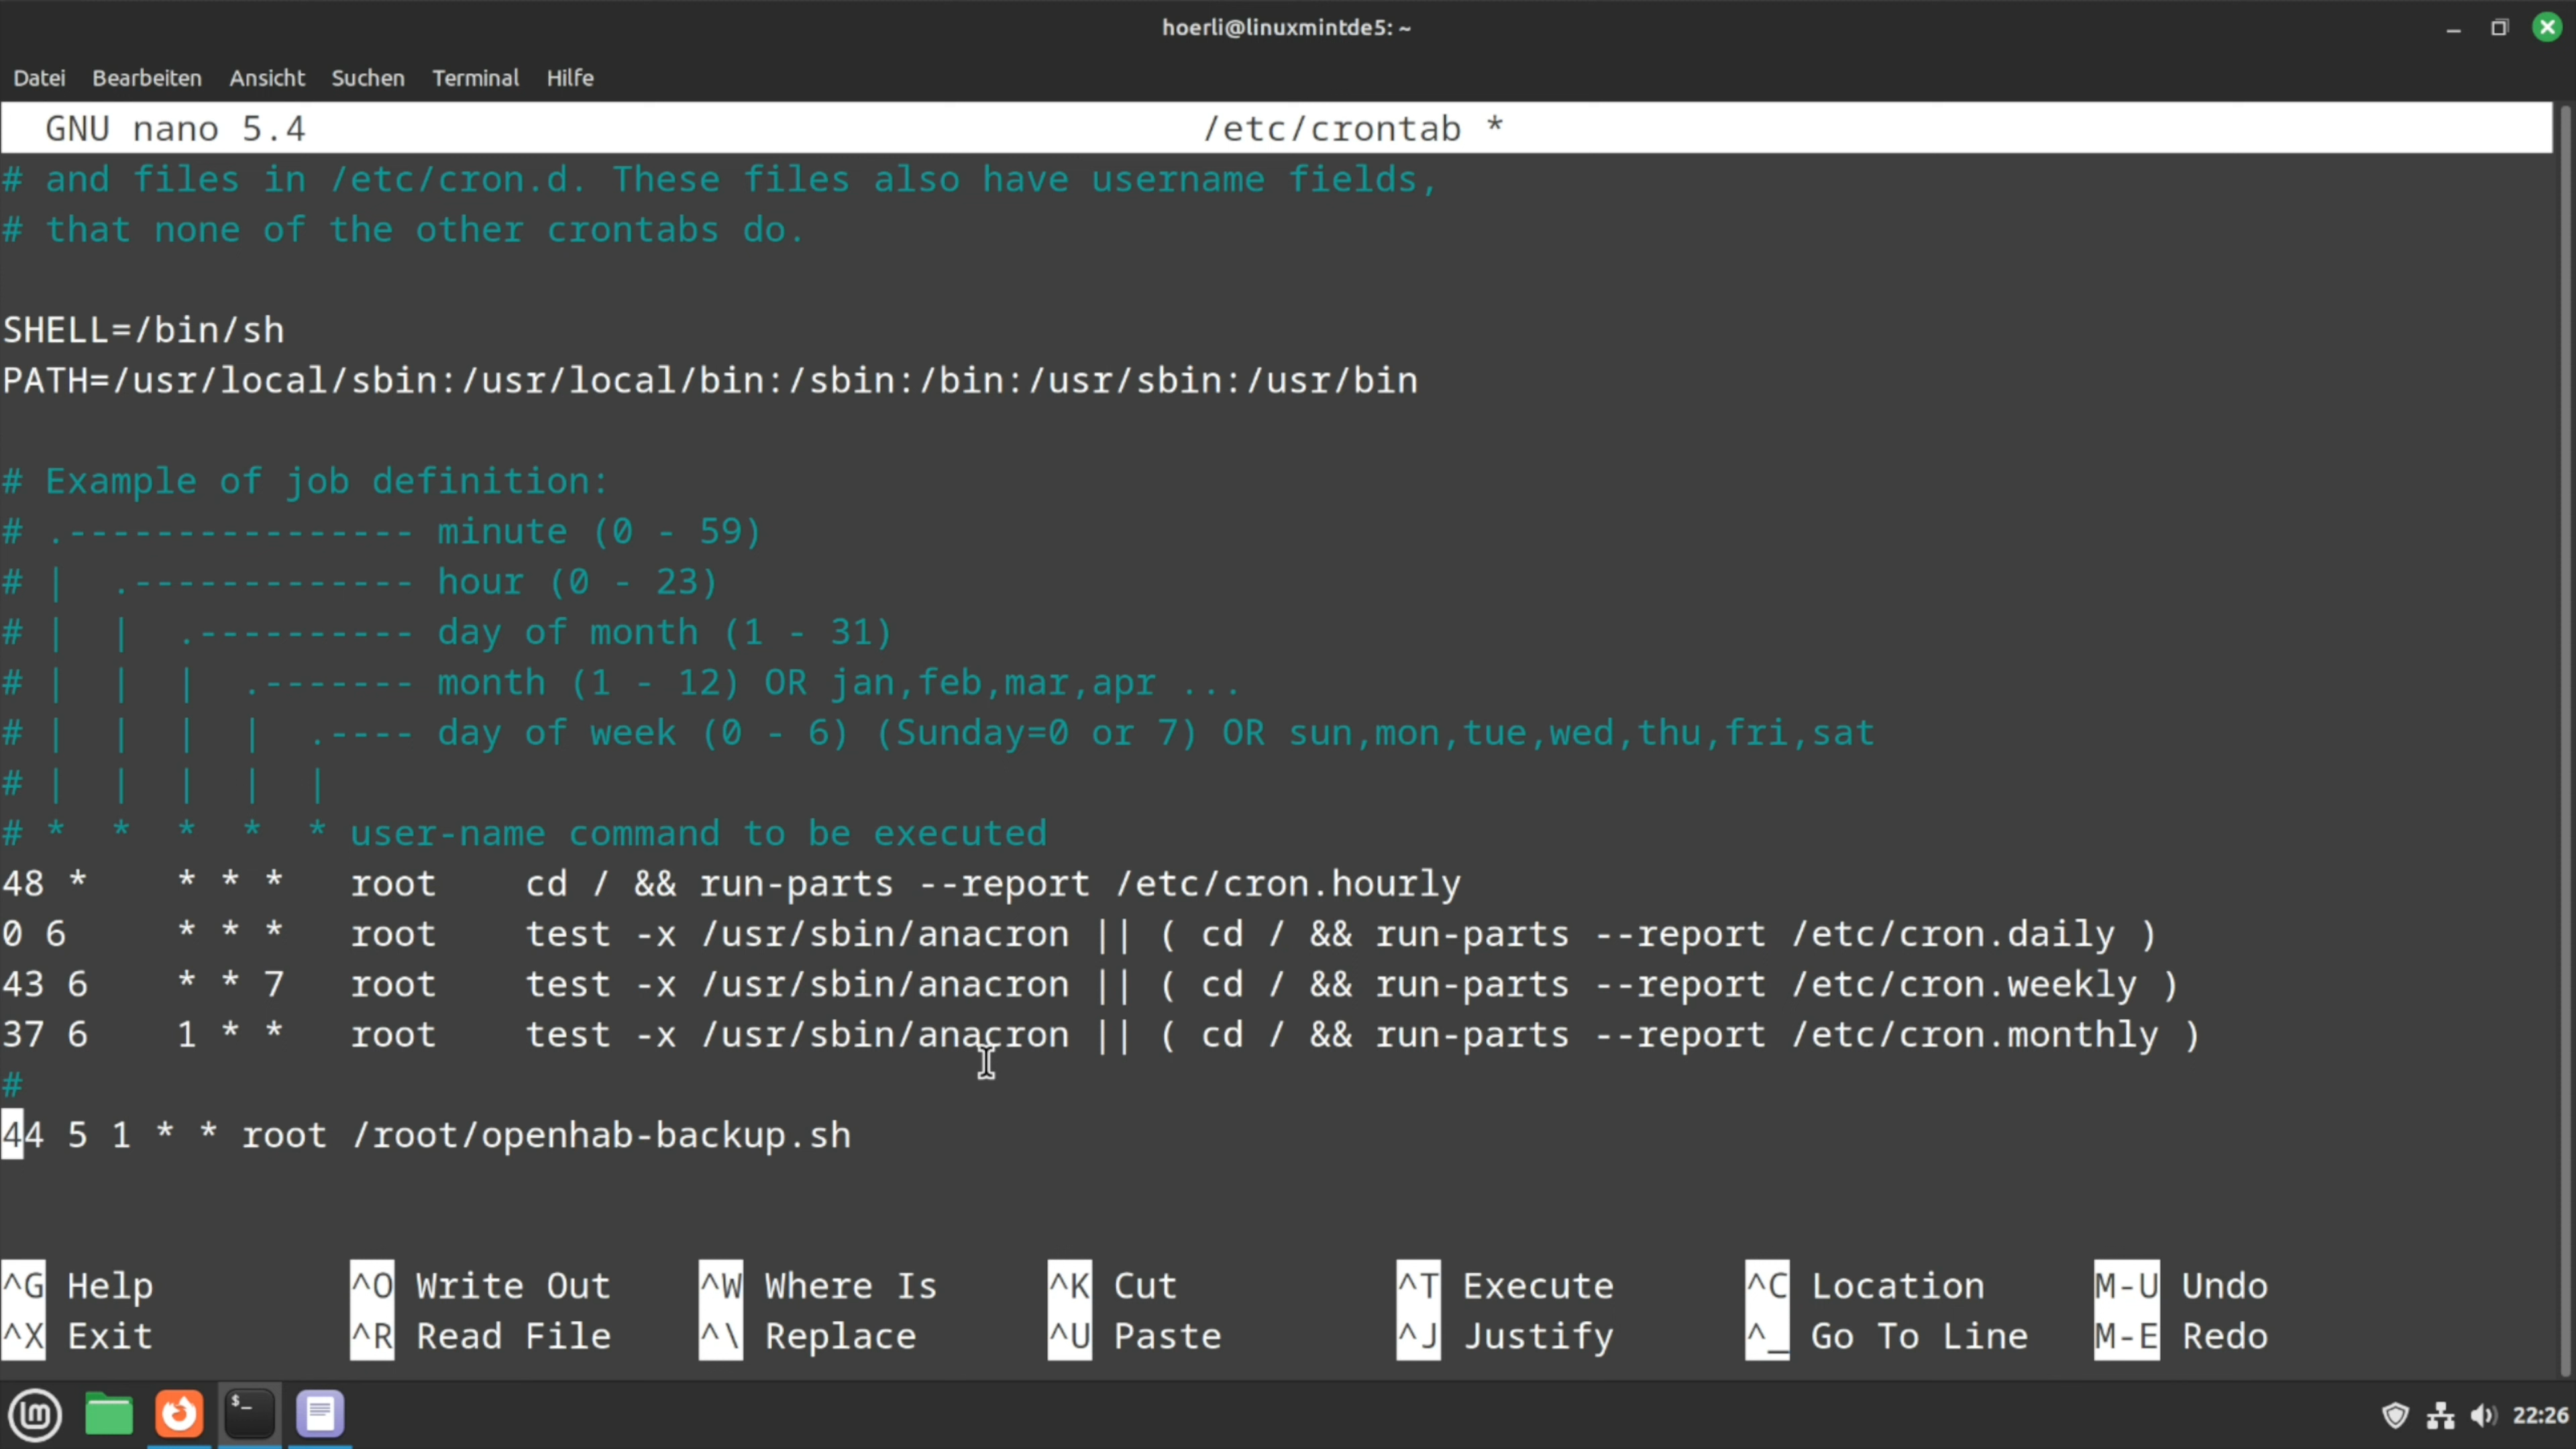 hoerli@linuxmintde5: ~
Datei Bearbeiten Ansicht Suchen Terminal Hilfe
GNU nano 5.4 /etc/crontab *
# and files in /etc/cron.d. These files also have username fields,
# that none of the other crontabs do.
SHELL=/bin/sh
PATH=/usr/local/sbin:/usr/local/bin:/sbin:/bin:/usr/sbin:/usr/bin
# Example of job definition:
# .---------------- minute (0 - 59)
# |  .------------- hour (0 - 23)
# |  |  .---------- day of month (1 - 31)
# |  |  |  .------- month (1 - 12) OR jan,feb,mar,apr ...
# |  |  |  |  .---- day of week (0 - 6) (Sunday=0 or 7) OR sun,mon,tue,wed,thu,fri,sat
# |  |  |  |  |
# *  *  *  *  * user-name command to be executed
48 *    * * *   root    cd / && run-parts --report /etc/cron.hourly
0 6     * * *   root    test -x /usr/sbin/anacron || ( cd / && run-parts --report /etc/cron.daily )
43 6    * * 7   root    test -x /usr/sbin/anacron || ( cd / && run-parts --report /etc/cron.weekly )
37 6    1 * *   root    test -x /usr/sbin/anacron || ( cd / && run-parts --report /etc/cron.monthly )
#
44 5 1 * * root /root/openhab-backup.sh
^G Help ^O Write Out ^W Where Is ^K Cut ^T Execute ^C Location M-U Undo
^X Exit ^R Read File ^\ Replace ^U Paste ^J Justify ^_ Go To Line M-E Redo
22:26